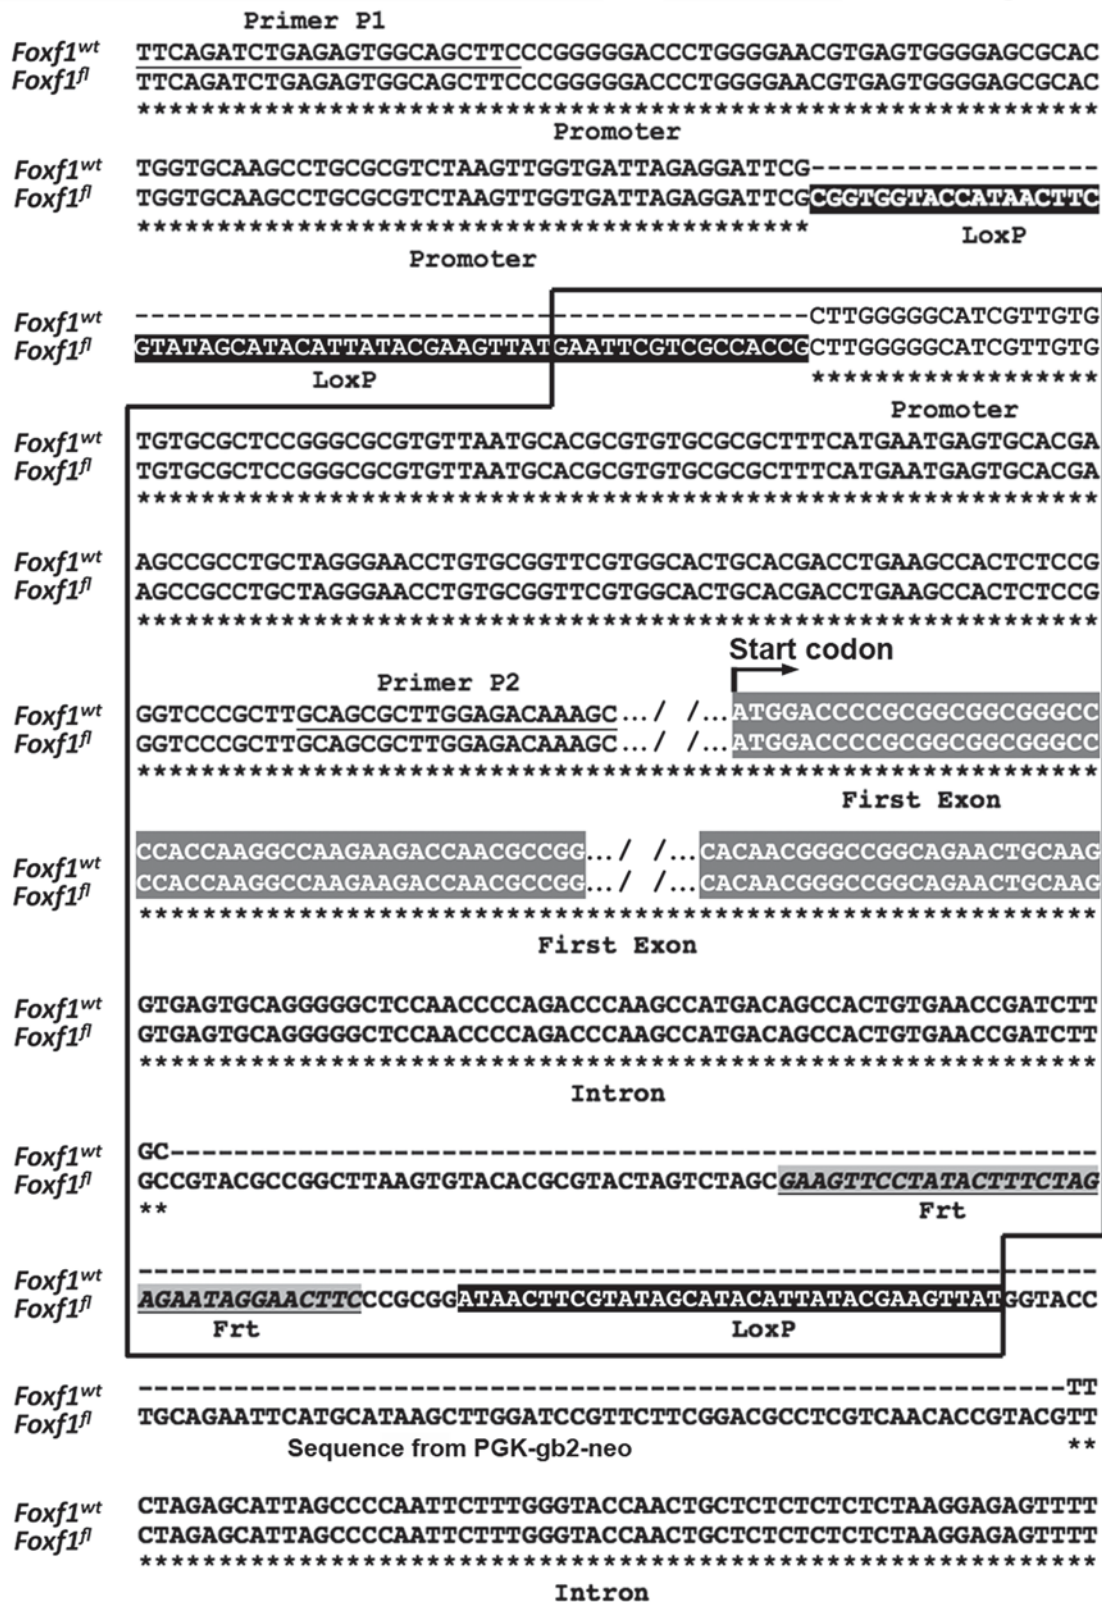 Primer P1
Foxf1wt TTCAGATCTGAGAGTGGCAGCTTCCCGGGGGACCCTGGGGAACGTGAGTGGGGAGCGCAC
Foxf1fl TTCAGATCTGAGAGTGGCAGCTTCCCGGGGGACCCTGGGGAACGTGAGTGGGGAGCGCAC
************************************************************
Promoter
Foxf1wt TGGTGCAAGCCTGCGCGTCTAAGTTGGTGATTAGAGGATTCG------------------
Foxf1fl TGGTGCAAGCCTGCGCGTCTAAGTTGGTGATTAGAGGATTCGCGGTGGTACCATAACTTC
******************************************
LoxP
Promoter
Foxf1wt ------------------------------------------CTTGGGGGCATCGTTGTG
Foxf1fl GTATAGCATACATTATACGAAGTTATGAATTCGTCGCCACCGCTTGGGGGCATCGTTGTG
******************
LoxP
Promoter
Foxf1wt TGTGCGCTCCGGGCGCGTGTTAATGCACGCGTGTGCGCGCTTTCATGAATGAGTGCACGA
Foxf1fl TGTGCGCTCCGGGCGCGTGTTAATGCACGCGTGTGCGCGCTTTCATGAATGAGTGCACGA
************************************************************
Foxf1wt AGCCGCCTGCTAGGGAACCTGTGCGGTTCGTGGCACTGCACGACCTGAAGCCACTCTCCG
Foxf1fl AGCCGCCTGCTAGGGAACCTGTGCGGTTCGTGGCACTGCACGACCTGAAGCCACTCTCCG
************************************************************
Start codon
Primer P2
Foxf1wt GGTCCCGCTTGCAGCGCTTGGAGACAAAGC.../ /...ATGGACCCCGCGGCGGCGGGCC
Foxf1fl GGTCCCGCTTGCAGCGCTTGGAGACAAAGC.../ /...ATGGACCCCGCGGCGGCGGGCC
************************************************************
First Exon
Foxf1wt CCACCAAGGCCAAGAAGACCAACGCCGG.../ /...CACAACGGGCCGGCAGAACTGCAAG
Foxf1fl CCACCAAGGCCAAGAAGACCAACGCCGG.../ /...CACAACGGGCCGGCAGAACTGCAAG
************************************************************
First Exon
Foxf1wt GTGAGTGCAGGGGGCTCCAACCCCAGACCCAAGCCATGACAGCCACTGTGAACCGATCTT
Foxf1fl GTGAGTGCAGGGGGCTCCAACCCCAGACCCAAGCCATGACAGCCACTGTGAACCGATCTT
************************************************************
Intron
Foxf1wt GC----------------------------------------------------------
Foxf1fl GCCGTACGCCGGCTTAAGTGTACACGCGTACTAGTCTAGCGAAGTTCCTATACTTTCTAG
**
Frt
Foxf1wt ------------------------------------------------------------
Foxf1fl AGAATAGGAACTTCCCGCGGATAACTTCGTATAGCATACATTATACGAAGTTATGGTACC
Frt LoxP
Foxf1wt ----------------------------------------------------------TT
Foxf1fl TGCAGAATTCATGCATAAGCTTGGATCCGTTCTTCGGACGCCTCGTCAACACCGTACGTT
Sequence from PGK-gb2-neo **
Foxf1wt CTAGAGCATTAGCCCCAATTCTTTGGGTACCAACTGCTCTCTCTCTCTAAGGAGAGTTTT
Foxf1fl CTAGAGCATTAGCCCCAATTCTTTGGGTACCAACTGCTCTCTCTCTCTAAGGAGAGTTTT
************************************************************
Intron